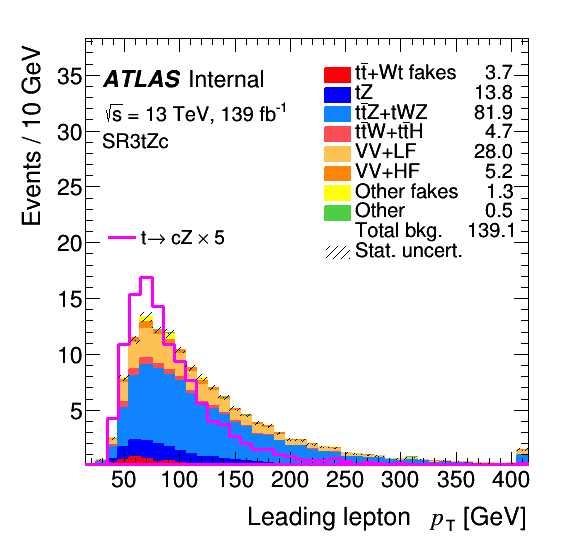 ATLAS Internal
√s = 13 TeV, 139 fb⁻¹
SR3tZc
t→ cZ × 5
tt̄+Wt fakes 3.7
tZ 13.8
tt̄Z+tWZ 81.9
tt̄W+tt̄H 4.7
VV+LF 28.0
VV+HF 5.2
Other fakes 1.3
Other 0.5
Total bkg. 139.1
Stat. uncert.
Events / 10 GeV
35
30
25
20
15
10
5
50 100 150 200 250 300 350 400
Leading lepton p_T [GeV]